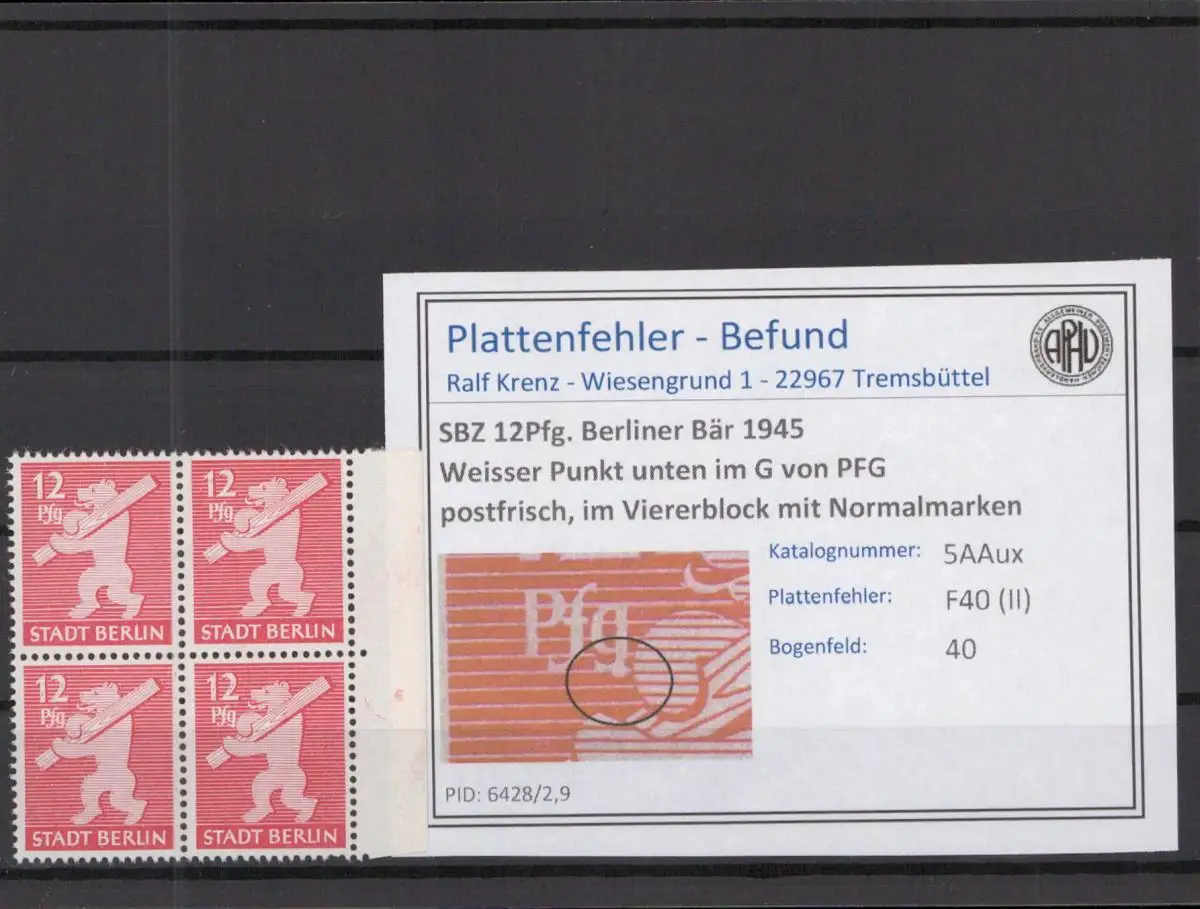 12
Pfg
STADT BERLIN
12
Pfg
STADT BERLIN
12
Pfg
STADT BERLIN
12
Pfg
STADT BERLIN
Plattenfehler - Befund
Ralf Krenz - Wiesengrund 1 - 22967 Tremsbüttel
APHV
SBZ 12Pfg. Berliner Bär 1945
Weisser Punkt unten im G von PFG
postfrisch, im Viererblock mit Normalmarken
Pfg
Katalognummer: 5AAux
Plattenfehler: F40 (II)
Bogenfeld: 40
PID: 6428/2,9